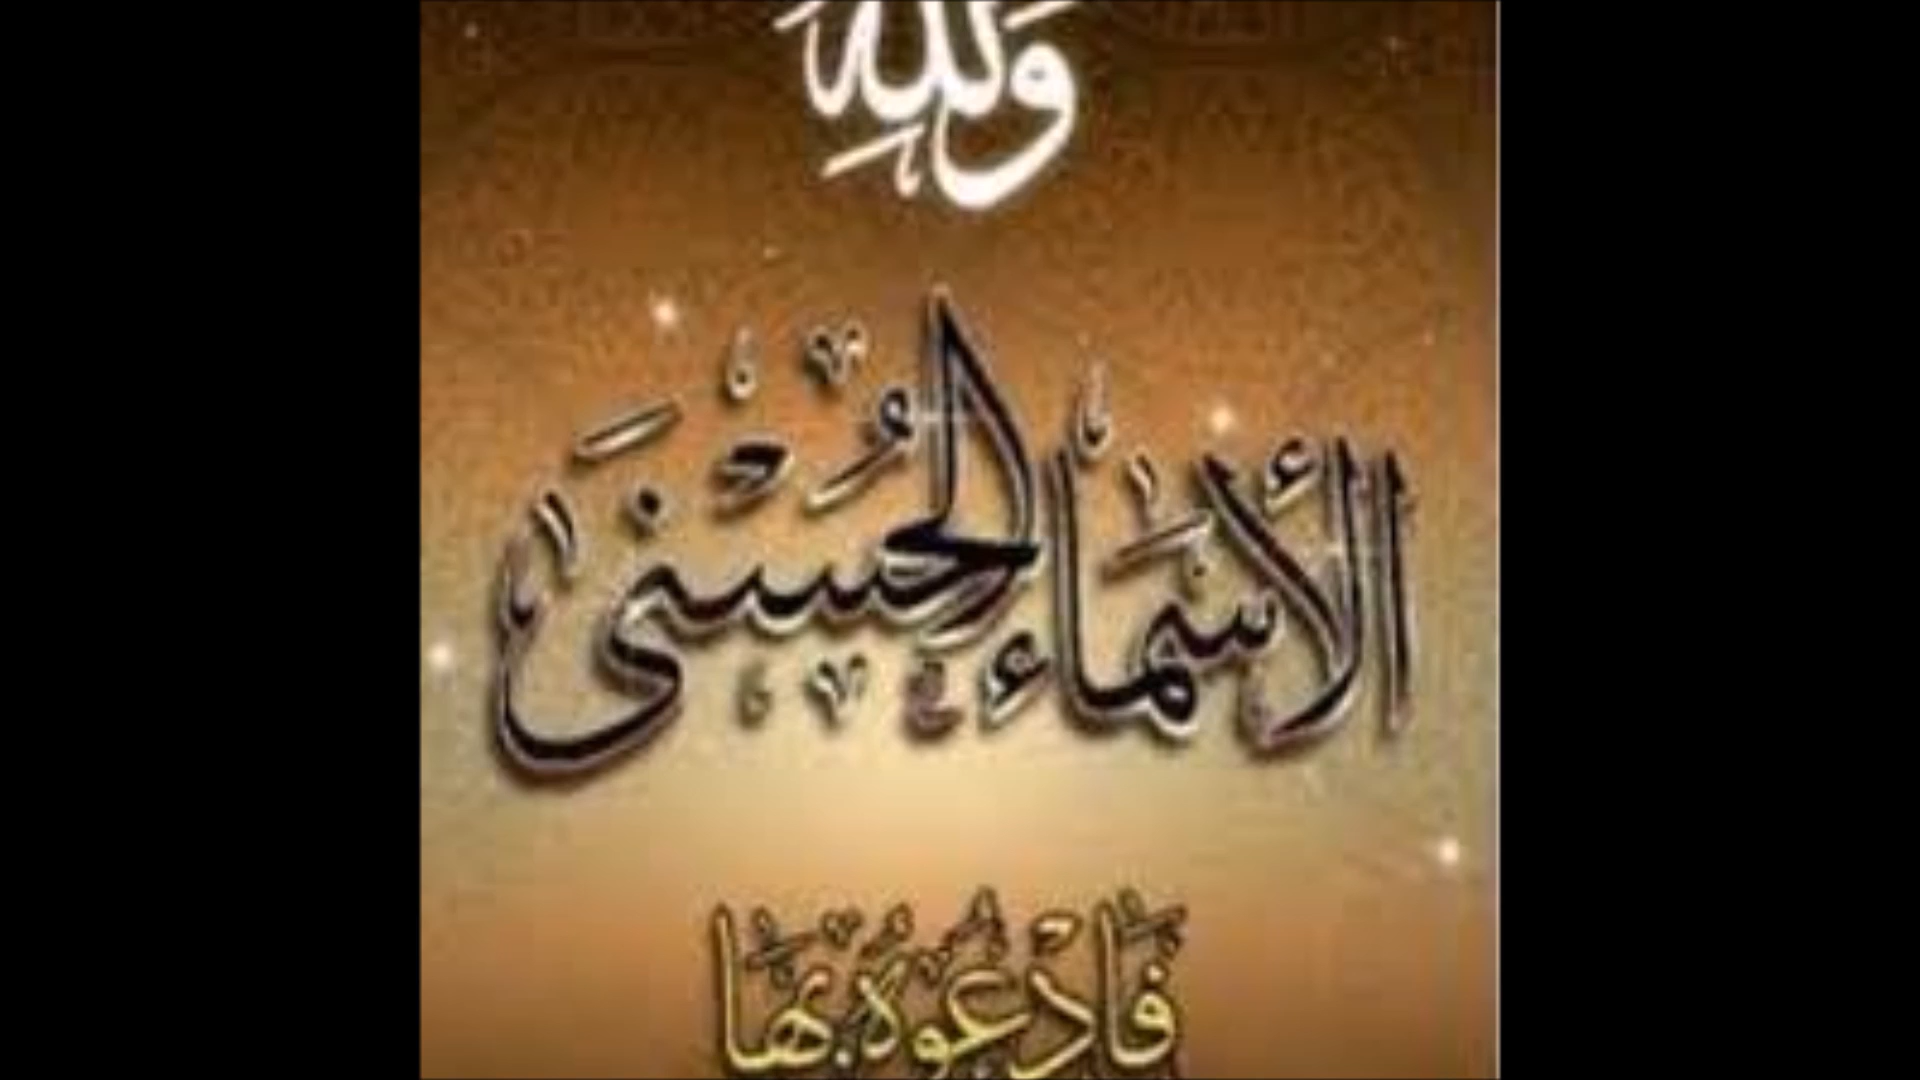 وَلِلَّهِ
الأَسْمَاءُ الْحُسْنَى
فَادْعُوهُ بِهَا